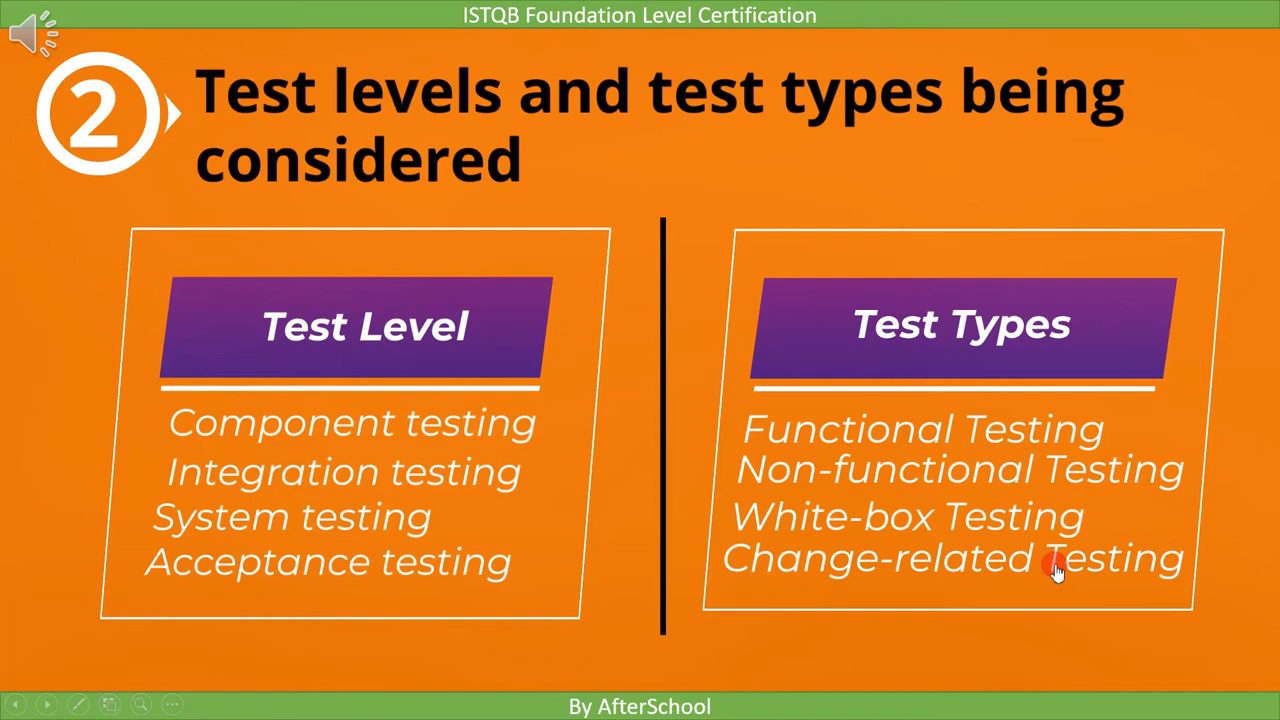 ISTQB Foundation Level Certification
2
Test levels and test types being
considered
Test Level
Component testing
Integration testing
System testing
Acceptance testing
Test Types
Functional Testing
Non-functional Testing
White-box Testing
Change-related Testing
By AfterSchool